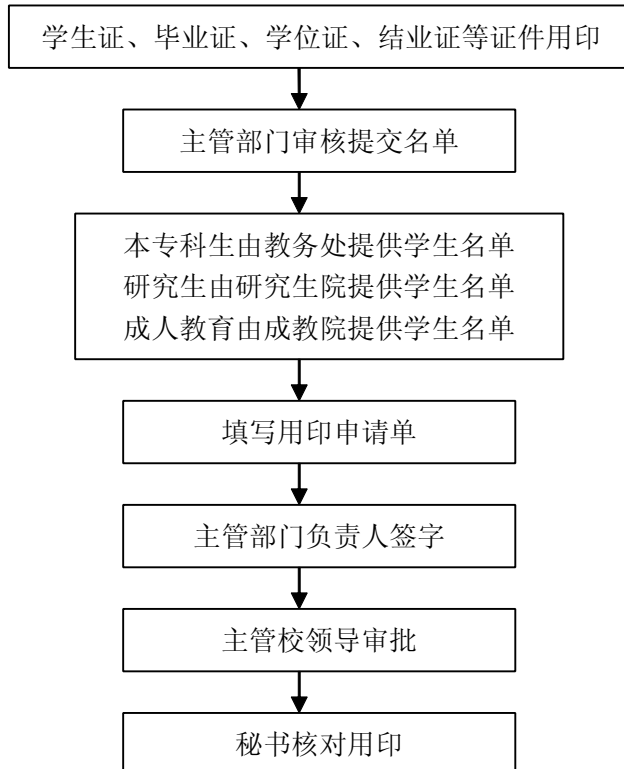 学生证、毕业证、学位证、结业证等证件用印
主管部门审核提交名单
本专科生由教务处提供学生名单
研究生由研究生院提供学生名单
成人教育由成教院提供学生名单
填写用印申请单
主管部门负责人签字
主管校领导审批
秘书核对用印